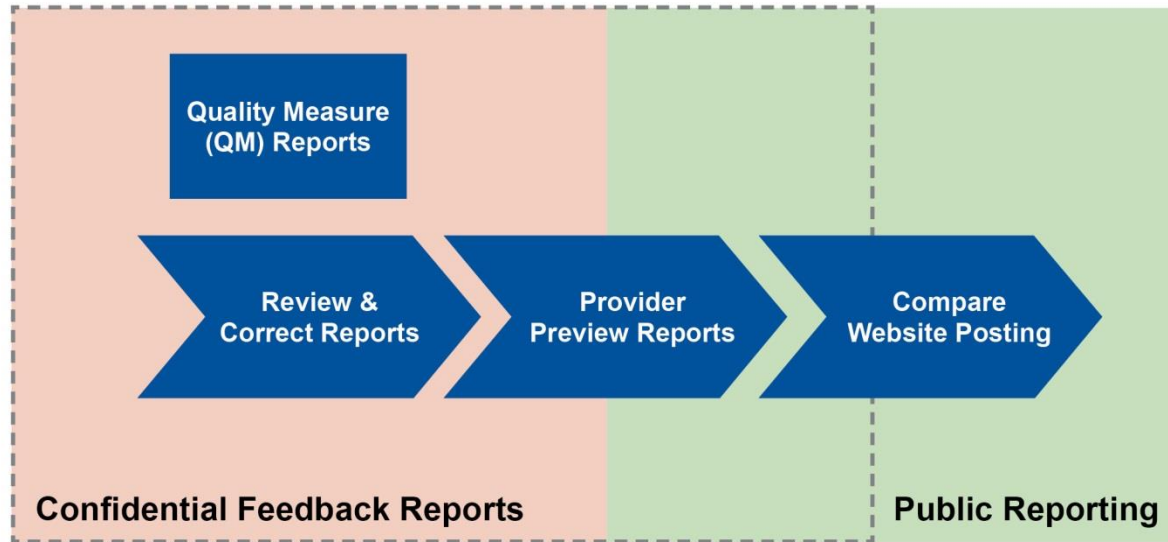 Quality Measure
(QM) Reports
Review &
Correct Reports
Provider
Preview Reports
Compare
Website Posting
Confidential Feedback Reports
Public Reporting